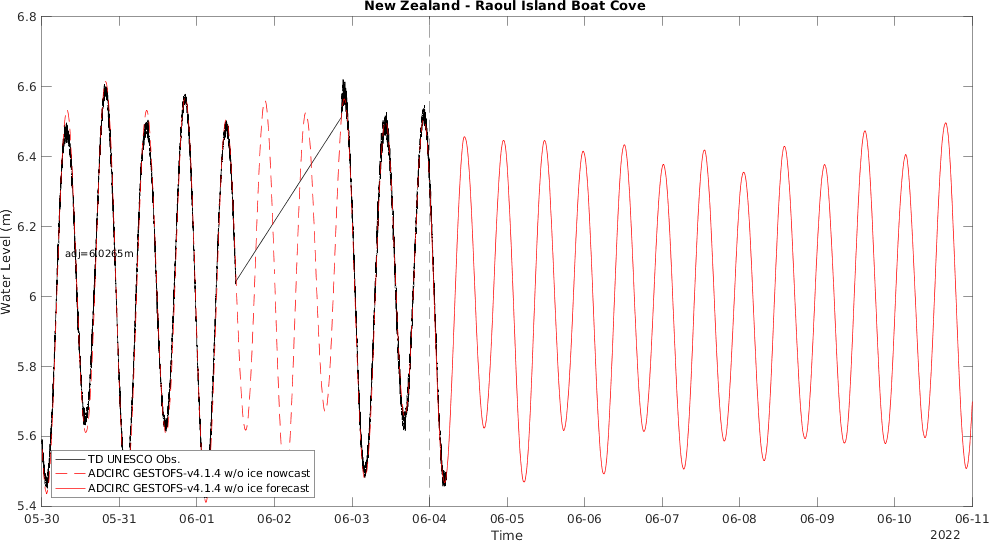 New Zealand - Raoul Island Boat Cove
6.8
6.6
6.4
6.2
6
5.8
5.6
5.4
Water Level (m)
adj=6.0265m
TD UNESCO Obs.
ADCIRC GESTOFS-v4.1.4 w/o ice nowcast
ADCIRC GESTOFS-v4.1.4 w/o ice forecast
05-30 05-31 06-01 06-02 06-03 06-04 06-05 06-06 06-07 06-08 06-09 06-10 06-11
Time
2022